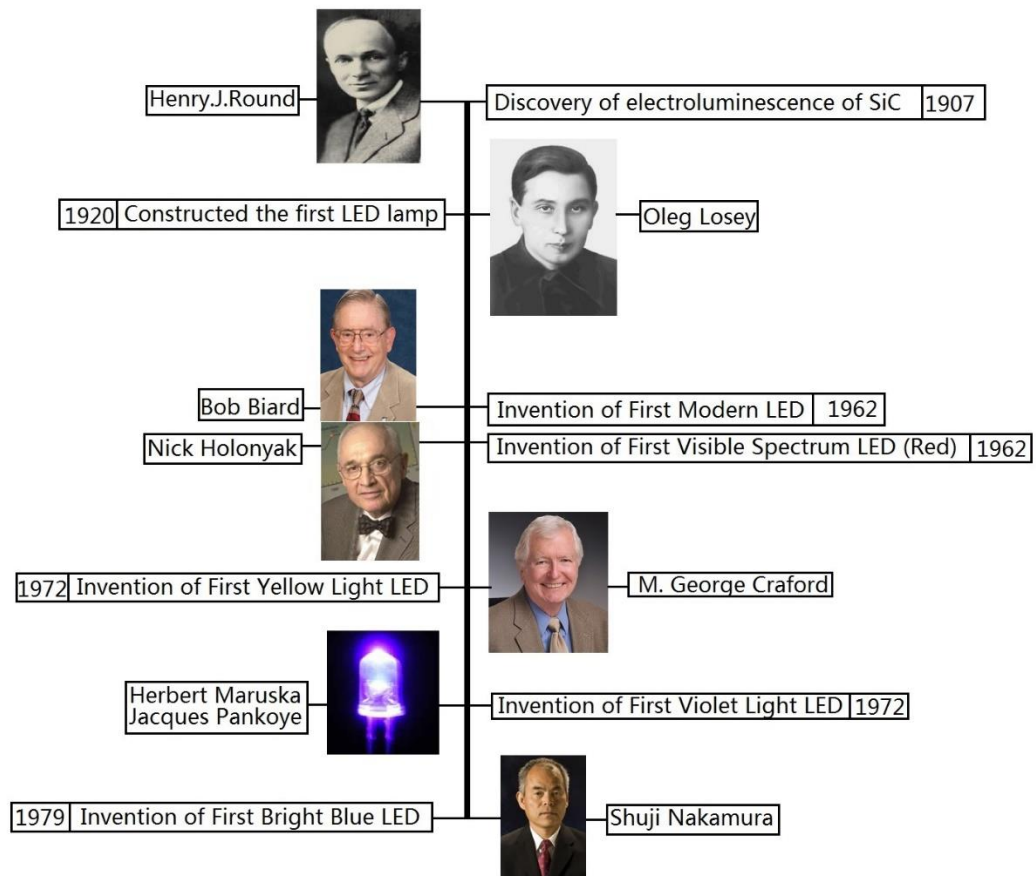 Henry.J.Round
Discovery of electroluminescence of SiC 1907
1920 Constructed the first LED lamp
Oleg Losey
Bob Biard
Invention of First Modern LED 1962
Nick Holonyak
Invention of First Visible Spectrum LED (Red) 1962
1972 Invention of First Yellow Light LED
M. George Craford
Herbert Maruska
Jacques Pankoye
Invention of First Violet Light LED 1972
1979 Invention of First Bright Blue LED
Shuji Nakamura